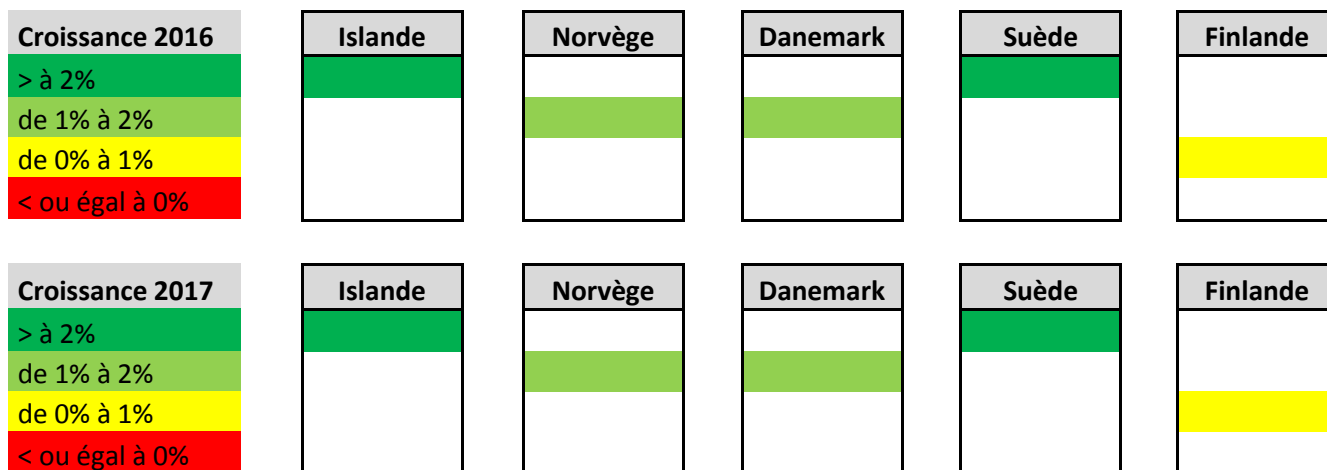 Croissance 2016 Islande Norvège Danemark Suède Finlande
> à 2%
de 1% à 2%
de 0% à 1%
< ou égal à 0%
Croissance 2017 Islande Norvège Danemark Suède Finlande
> à 2%
de 1% à 2%
de 0% à 1%
< ou égal à 0%